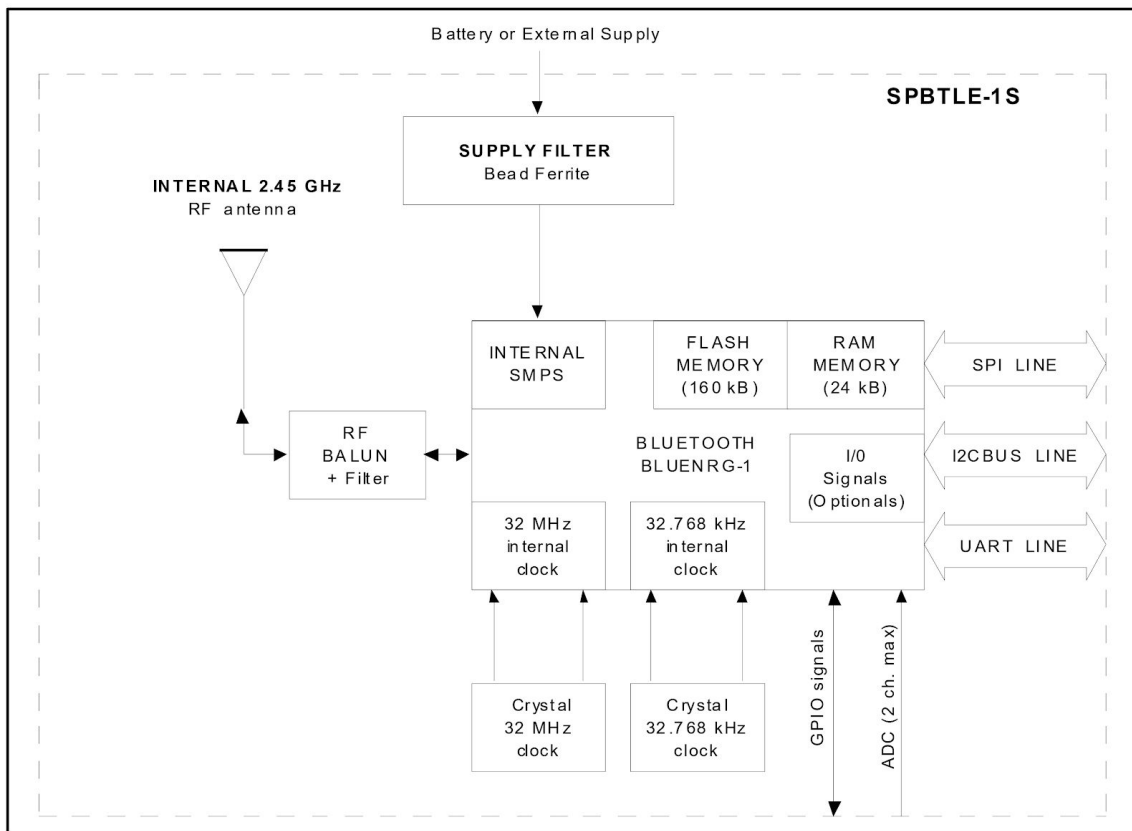 Battery or External Supply
SPBTLE-1S
SUPPLY FILTER
Bead Ferrite
INTERNAL 2.45 GHz
RF antenna
INTERNAL
SMPS
FLASH
MEMORY
(160 kB)
RAM
MEMORY
(24 kB)
SPI LINE
RF
BALUN
+ Filter
BLUETOOTH
BLUENRG-1
I/0
Signals
(Optionals)
I2CBUS LINE
32 MHz
internal
clock
32.768 kHz
internal
clock
UART LINE
Crystal
32 MHz
clock
Crystal
32.768 kHz
clock
GPIO signals
ADC (2 ch. max)